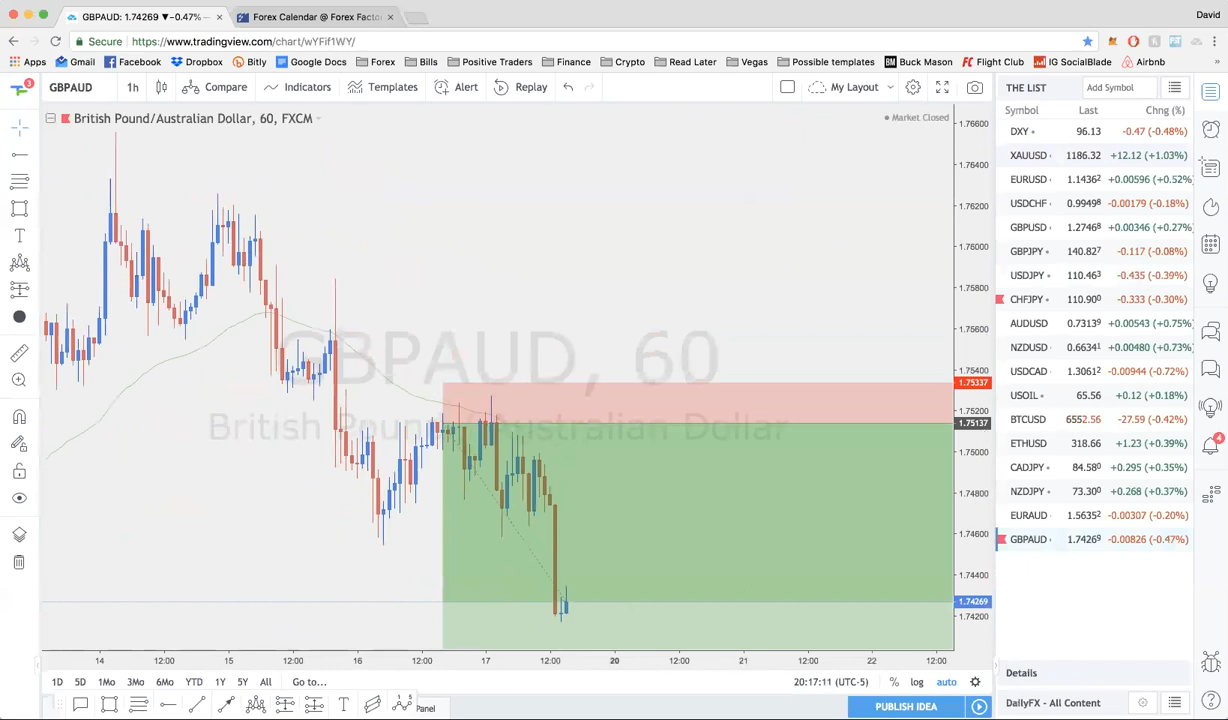 GBPAUD: 1.74269 ▼−0.47%
Forex Calendar @ Forex Facto
David
Secure
https://www.tradingview.com/chart/wYFif1WY/
Apps
Gmail
Facebook
Dropbox
Bitly
Google Docs
Forex
Bills
Positive Traders
Finance
Crypto
Read Later
Vegas
Possible templates
Buck Mason
Flight Club
IG SocialBlade
Airbnb
3
GBPAUD
1h
Compare
Indicators
Templates
Alert
Replay
My Layout
THE LIST
Add Symbol
British Pound/Australian Dollar, 60, FXCM
Market Closed
Symbol Last Chng (%)
DXY 96.13 -0.47 (-0.48%)
XAUUSD 1186.32 +12.12 (+1.03%)
EURUSD 1.1436² +0.00596 (+0.52%)
USDCHF 0.9949⁸ -0.00179 (-0.18%)
GBPUSD 1.2746⁸ +0.00346 (+0.27%)
GBPJPY 140.82⁷ -0.117 (-0.08%)
USDJPY 110.46³ -0.435 (-0.39%)
CHFJPY 110.90⁰ -0.333 (-0.30%)
AUDUSD 0.7313⁹ +0.00543 (+0.75%)
NZDUSD 0.6634¹ +0.00480 (+0.73%)
USDCAD 1.3061² -0.00944 (-0.72%)
USOIL 65.56 +0.12 (+0.18%)
BTCUSD 6552.56 -27.59 (-0.42%)
ETHUSD 318.66 +1.23 (+0.39%)
CADJPY 84.58⁰ +0.295 (+0.35%)
NZDJPY 73.30⁰ +0.268 (+0.37%)
EURAUD 1.5635² -0.00307 (-0.20%)
GBPAUD 1.7426⁹ -0.00826 (-0.47%)
4
1.76600
1.76400
1.76200
1.76000
1.75800
1.75600
1.75400
1.75337
1.75200
1.75137
1.75000
1.74800
1.74600
1.74400
1.74269
1.74200
GBPAUD, 60
British Pound/Australian Dollar
14 12:00 15 12:00 16 12:00 17 12:00 20 12:00 21 12:00 22 12:00
1D 5D 1Mo 3Mo 6Mo YTD 1Y 5Y All Go to...
20:17:11 (UTC-5) % log auto
Details
Panel
PUBLISH IDEA
DailyFX - All Content